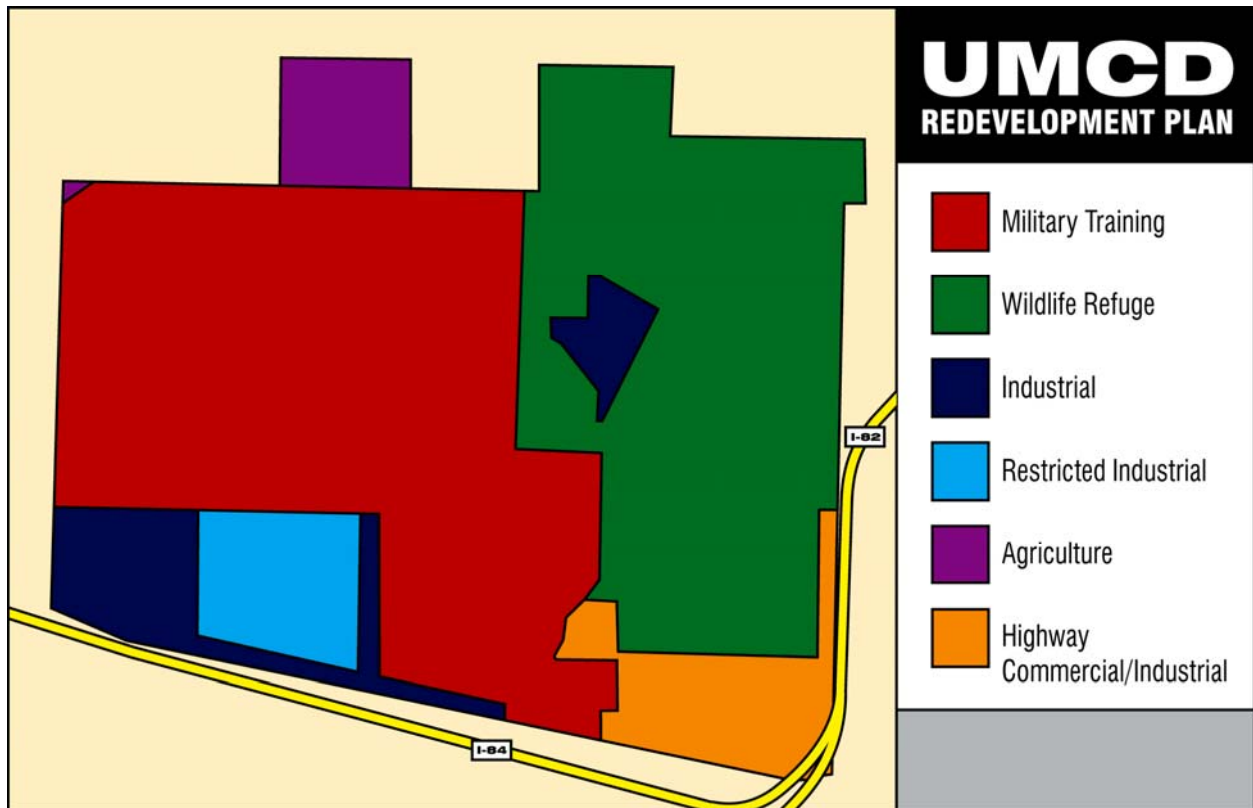 UMCD
REDEVELOPMENT PLAN
Military Training
Wildlife Refuge
Industrial
Restricted Industrial
Agriculture
Highway
Commercial/Industrial
I-82
I-84